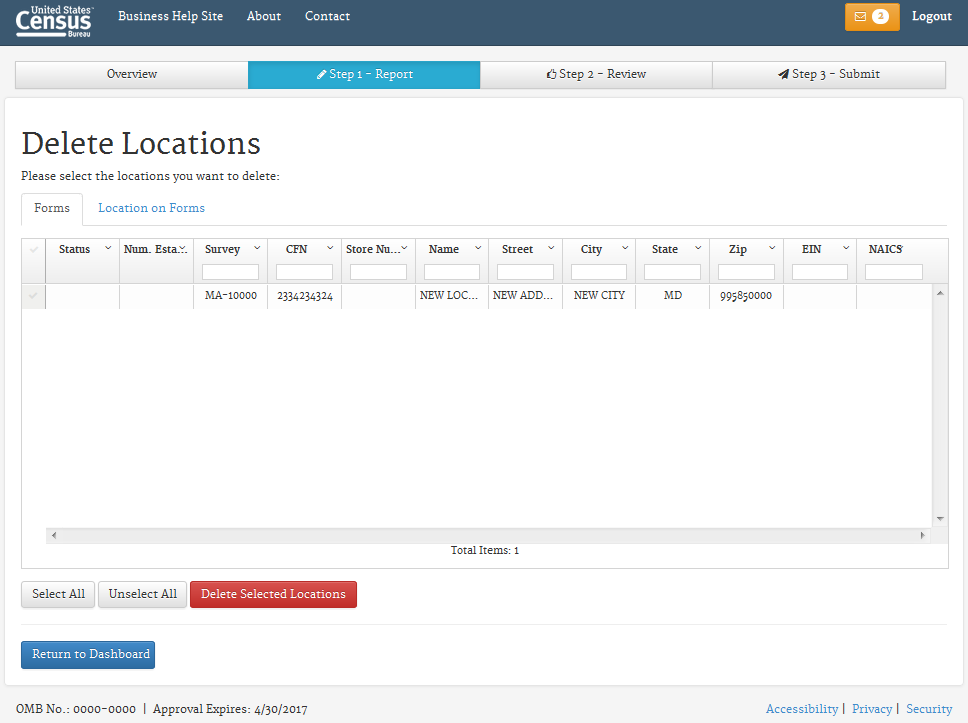 United States™
Census
Bureau
Business Help Site About Contact 2 Logout
Overview Step 1 - Report Step 2 - Review Step 3 - Submit
Delete Locations
Please select the locations you want to delete:
Forms Location on Forms
Status Num. Esta... Survey CFN Store Nu... Name Street City State Zip EIN NAICS
MA-10000 2334234324 NEW LOC... NEW ADD... NEW CITY MD 995850000
Total Items: 1
Select All Unselect All Delete Selected Locations
Return to Dashboard
OMB No.: 0000-0000 | Approval Expires: 4/30/2017 Accessibility | Privacy | Security